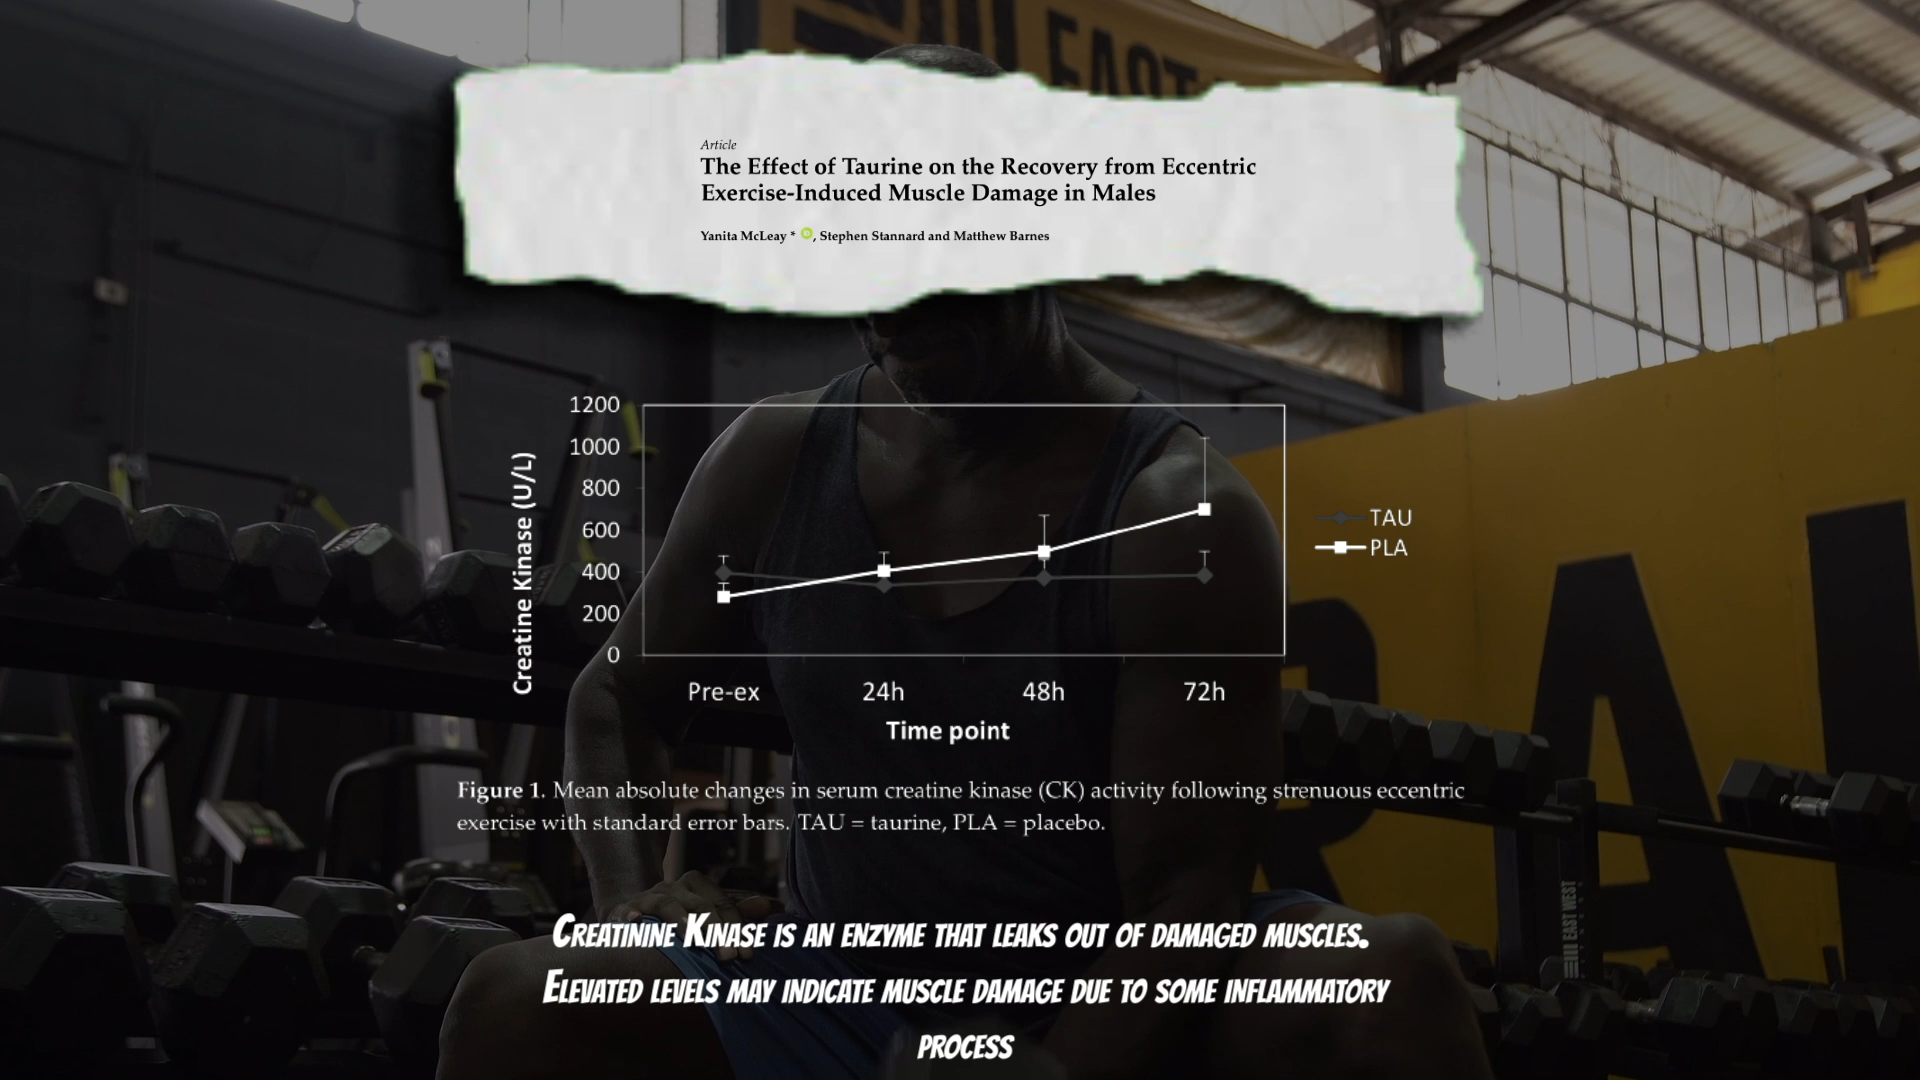 EAST
Article
The Effect of Taurine on the Recovery from Eccentric
Exercise-Induced Muscle Damage in Males
Yanita McLeay * iD, Stephen Stannard and Matthew Barnes
1200
1000
800
600
400
200
0
Creatine Kinase (U/L)
Pre-ex 24h 48h 72h
Time point
TAU
PLA
Figure 1. Mean absolute changes in serum creatine kinase (CK) activity following strenuous eccentric
exercise with standard error bars. TAU = taurine, PLA = placebo.
EAST WEST
Creatinine Kinase is an enzyme that leaks out of damaged muscles.
Elevated levels may indicate muscle damage due to some inflammatory
process